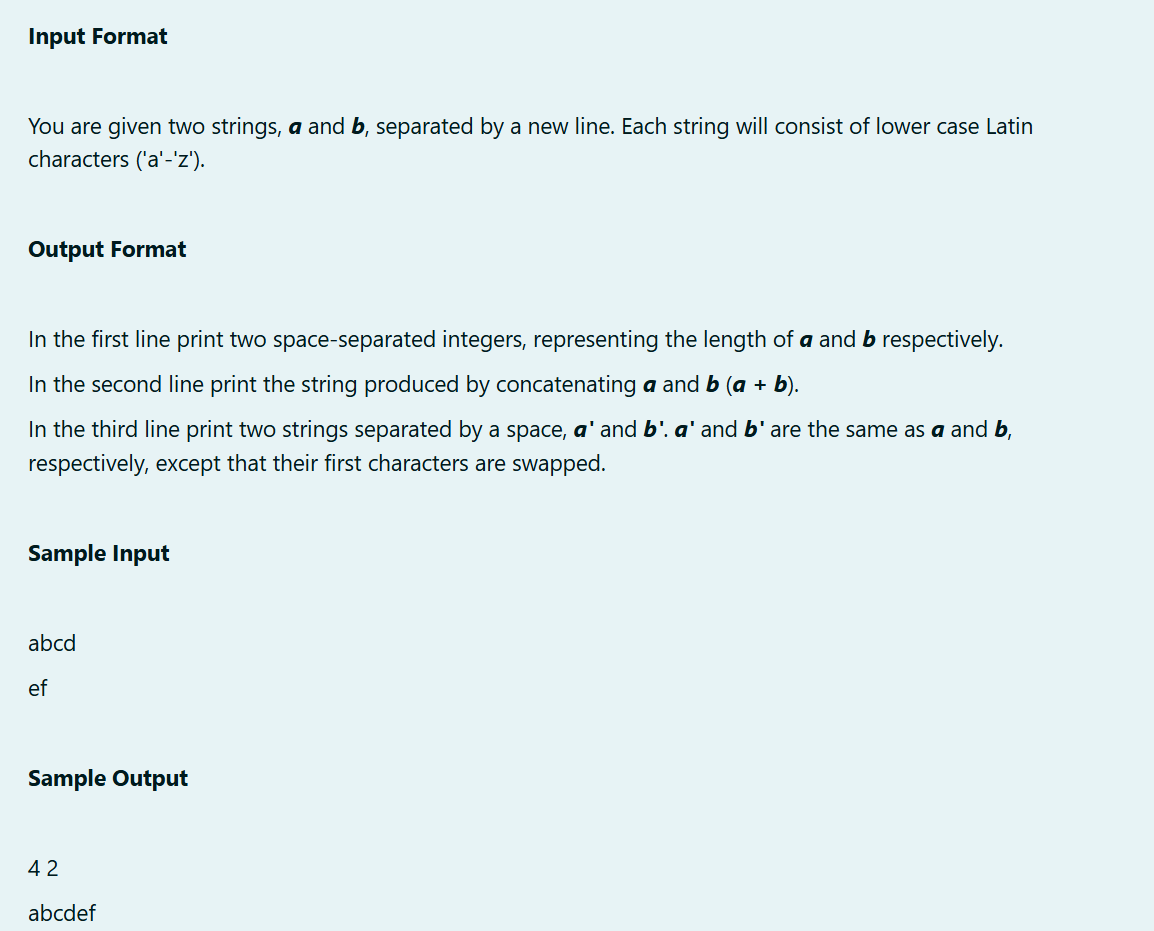 Input Format
You are given two strings, a and b, separated by a new line. Each string will consist of lower case Latin
characters ('a'-'z').
Output Format
In the first line print two space-separated integers, representing the length of a and b respectively.
In the second line print the string produced by concatenating a and b (a + b).
In the third line print two strings separated by a space, a' and b'. a' and b' are the same as a and b,
respectively, except that their first characters are swapped.
Sample Input
abcd
ef
Sample Output
4 2
abcdef